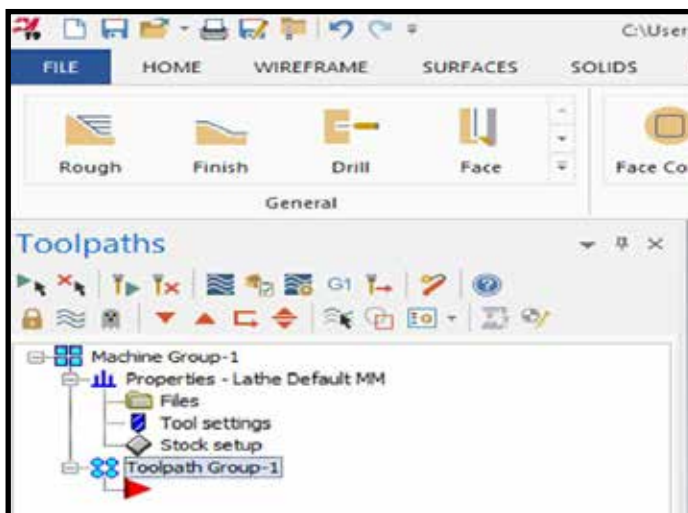 C:\User
FILE HOME WIREFRAME SURFACES SOLIDS
Rough Finish Drill Face Face Co
General
Toolpaths
G1
Machine Group-1
Properties - Lathe Default MM
Files
Tool settings
Stock setup
Toolpath Group-1